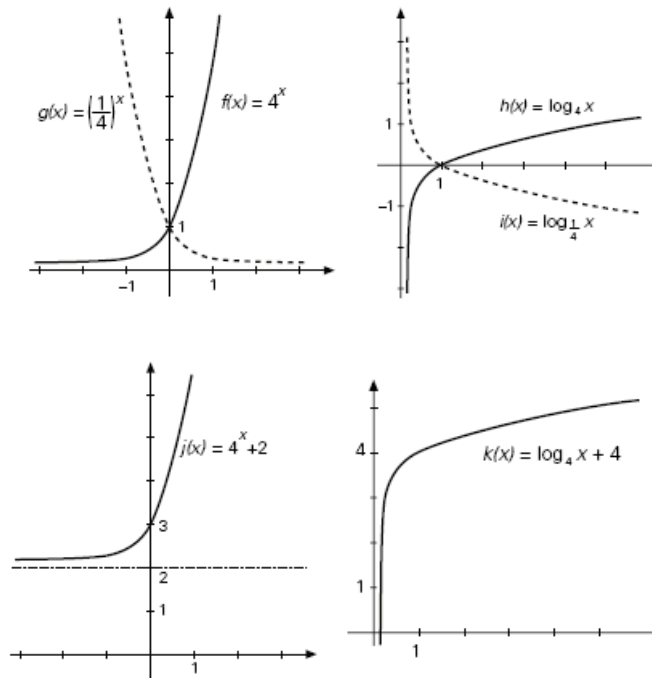 g(x) = (1/4)^x
f(x) = 4^x
1
−1
1
h(x) = log₄ x
1
1
−1
i(x) = log_{1/4} x
j(x) = 4^x+2
3
2
1
1
4
k(x) = log₄ x + 4
1
1